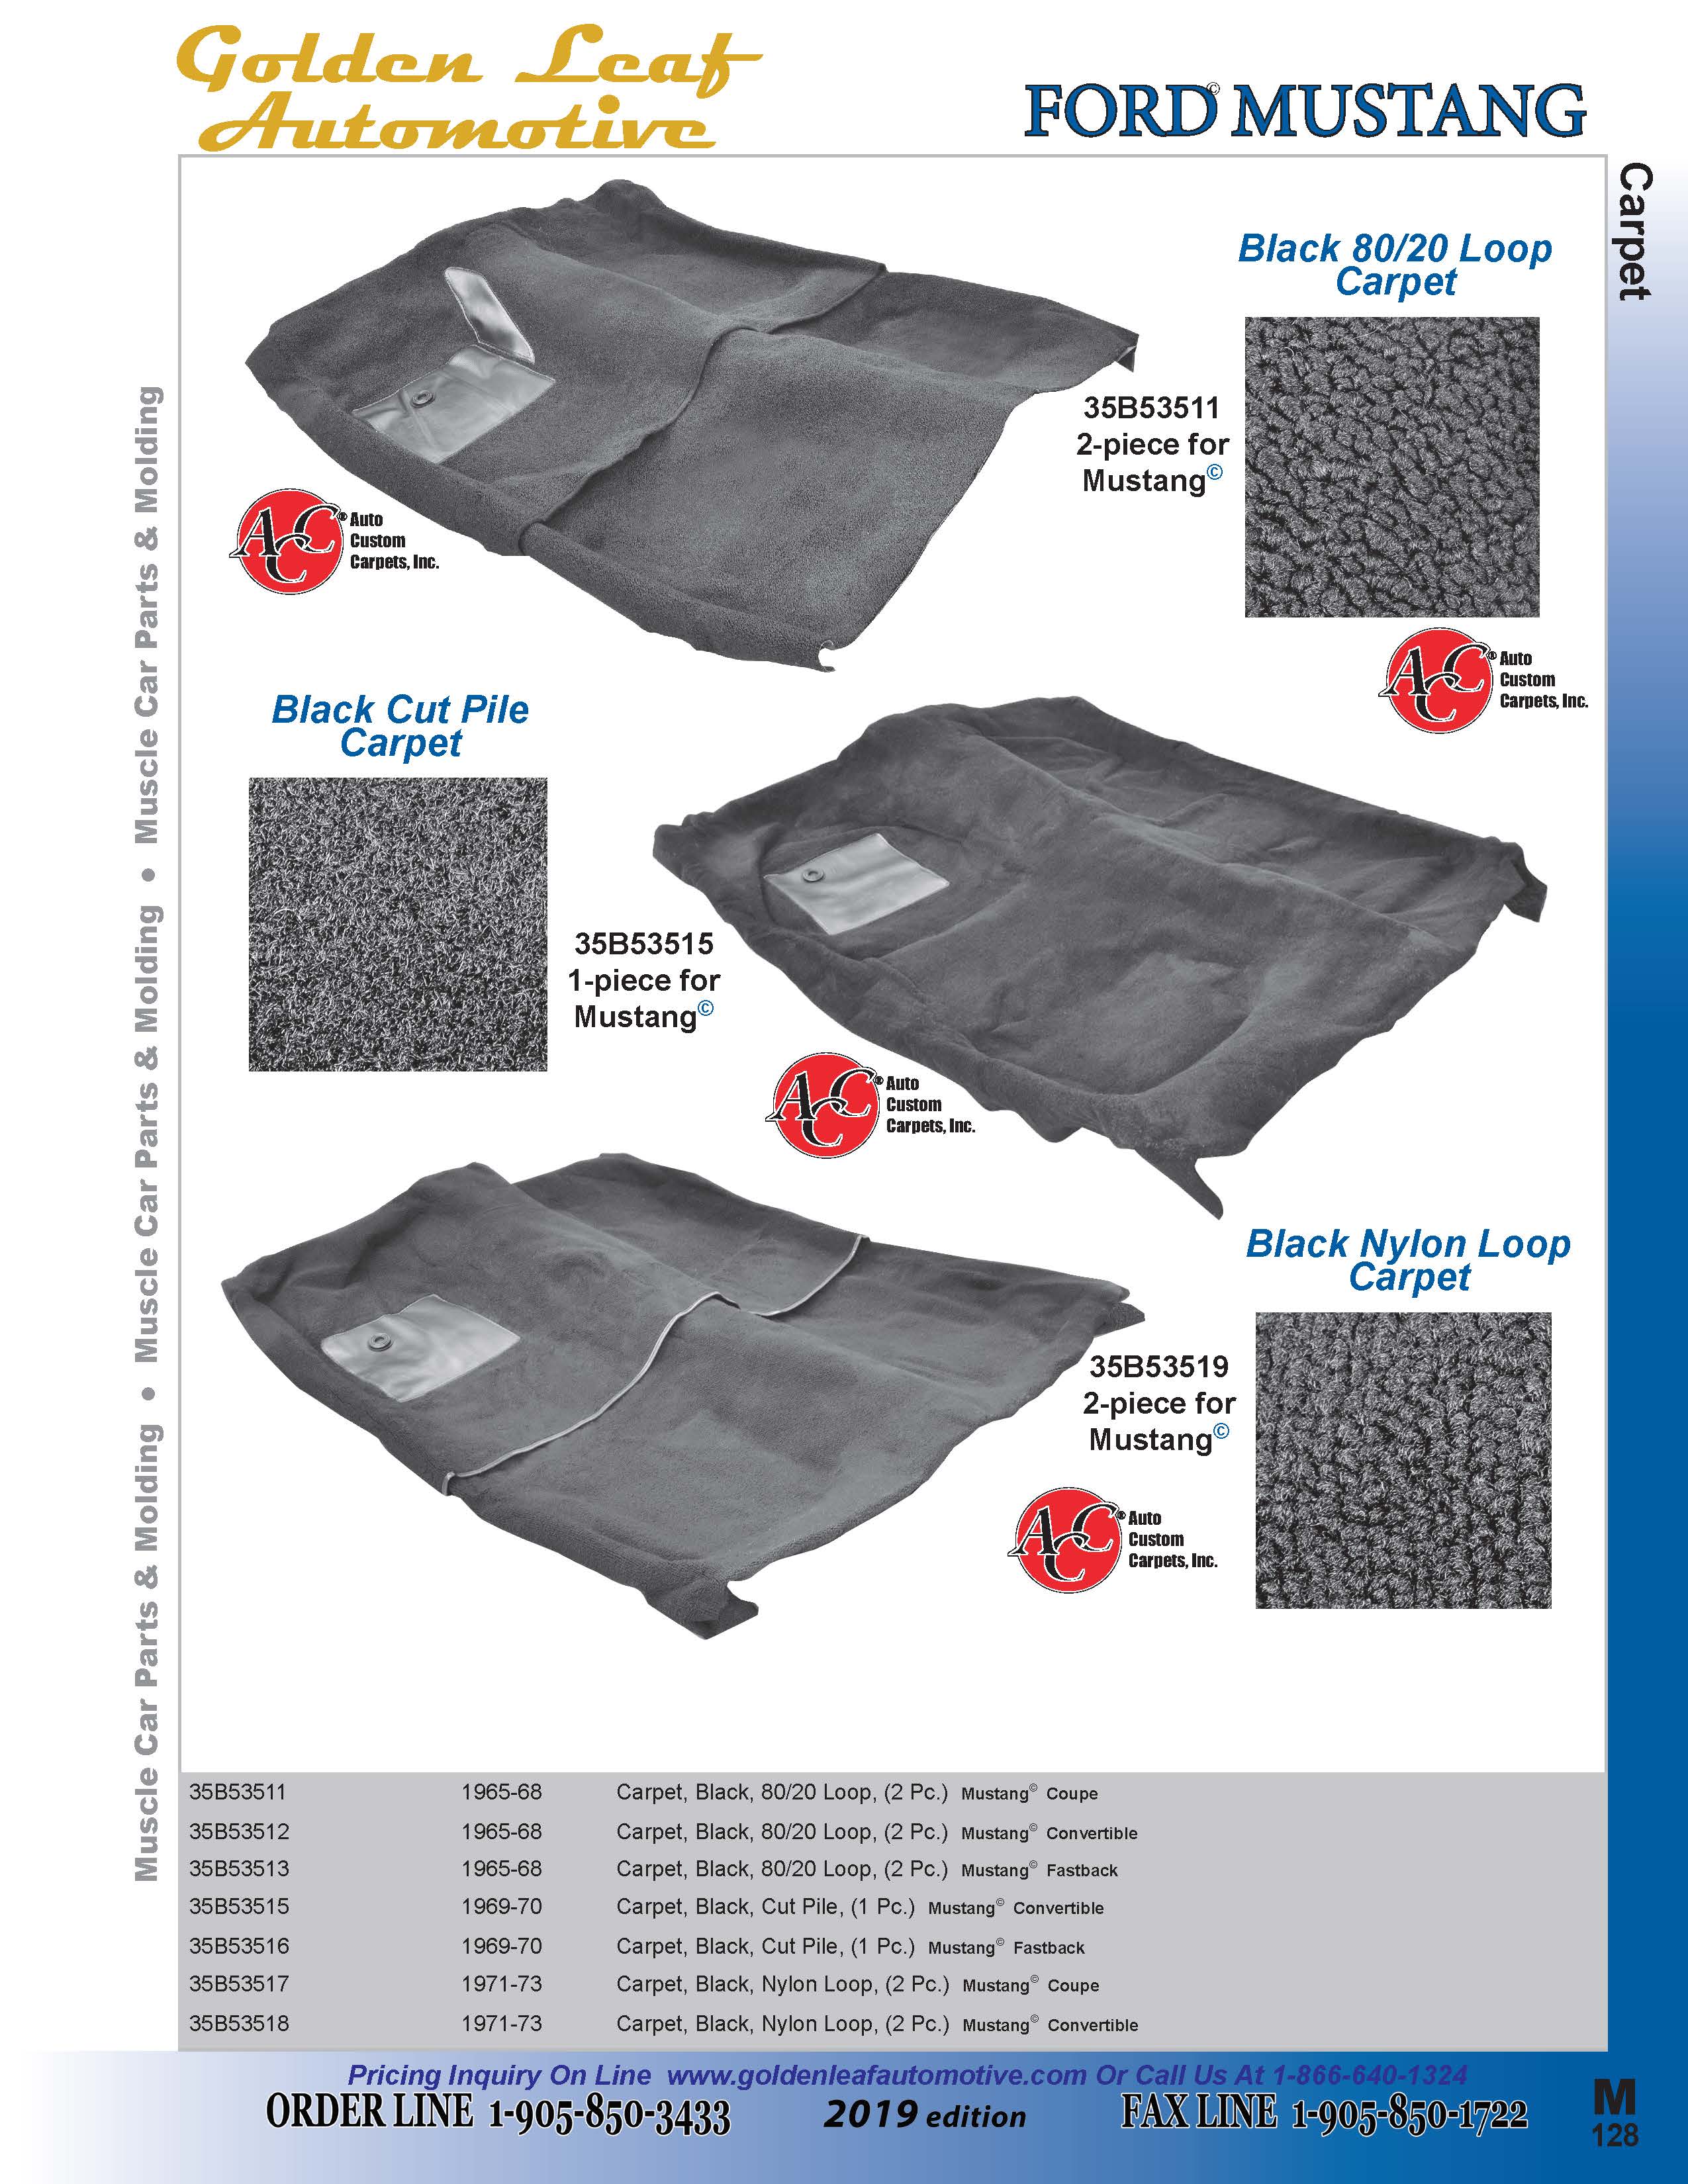 Golden Leaf
Automotive
FORD© MUSTANG
Carpet
Black 80/20 Loop
Carpet
35B53511
2-piece for
Mustang©
ACC® Auto
Custom
Carpets, Inc.
ACC® Auto
Custom
Carpets, Inc.
Black Cut Pile
Carpet
35B53515
1-piece for
Mustang©
ACC® Auto
Custom
Carpets, Inc.
Black Nylon Loop
Carpet
35B53519
2-piece for
Mustang©
ACC® Auto
Custom
Carpets, Inc.
Muscle Car Parts & Molding • Muscle Car Parts & Molding • Muscle Car Parts & Molding
35B53511 1965-68 Carpet, Black, 80/20 Loop, (2 Pc.) Mustang© Coupe
35B53512 1965-68 Carpet, Black, 80/20 Loop, (2 Pc.) Mustang© Convertible
35B53513 1965-68 Carpet, Black, 80/20 Loop, (2 Pc.) Mustang© Fastback
35B53515 1969-70 Carpet, Black, Cut Pile, (1 Pc.) Mustang© Convertible
35B53516 1969-70 Carpet, Black, Cut Pile, (1 Pc.) Mustang© Fastback
35B53517 1971-73 Carpet, Black, Nylon Loop, (2 Pc.) Mustang© Coupe
35B53518 1971-73 Carpet, Black, Nylon Loop, (2 Pc.) Mustang© Convertible
Pricing Inquiry On Line www.goldenleafautomotive.com Or Call Us At 1-866-640-1324
ORDER LINE 1-905-850-3433 2019 edition FAX LINE 1-905-850-1722
M
128